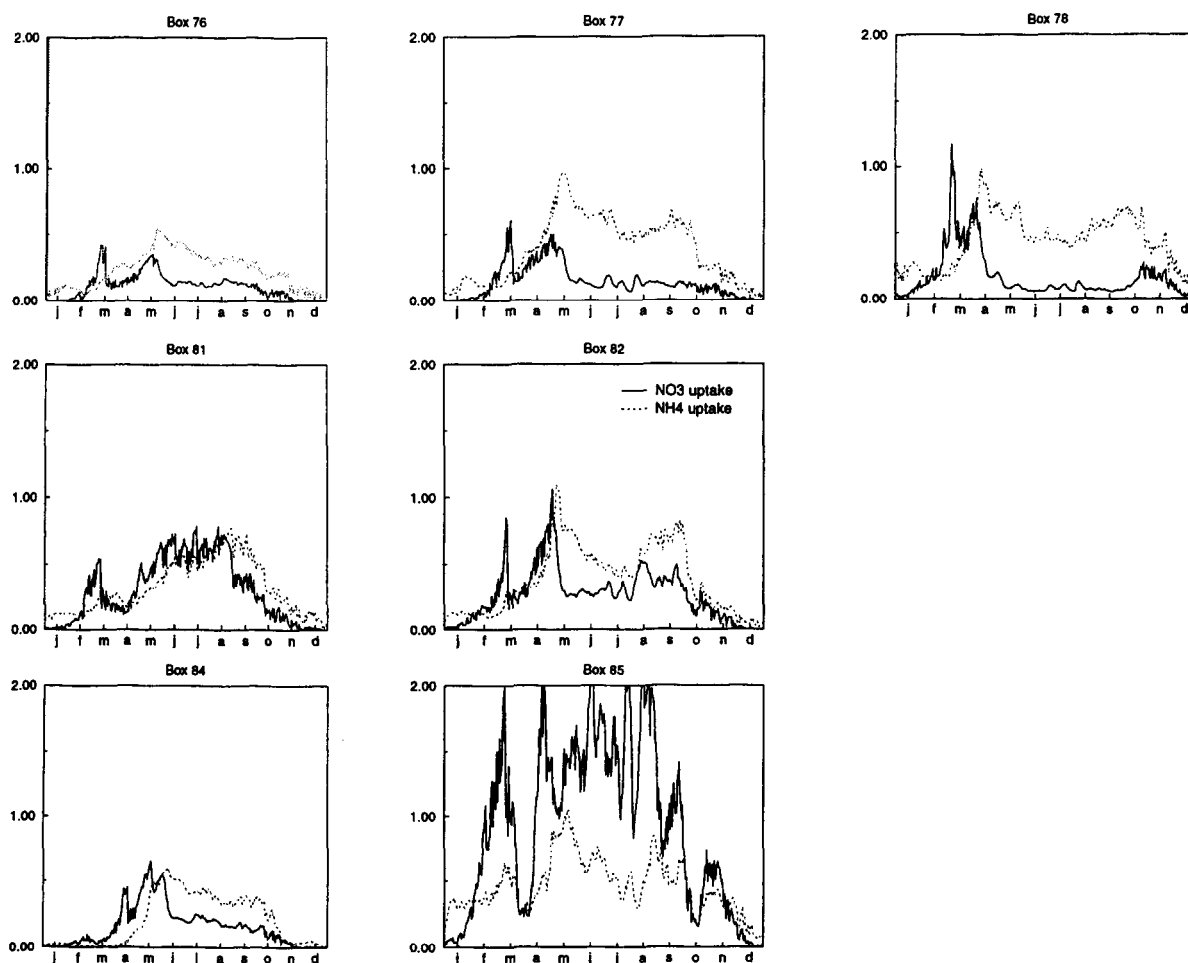 Box 76
2.00
1.00
0.00
j f m a m j j a s o n d
Box 77
2.00
1.00
0.00
j f m a m j j a s o n d
Box 78
2.00
1.00
0.00
j f m a m j j a s o n d
Box 81
2.00
1.00
0.00
j f m a m j j a s o n d
Box 82
NO3 uptake
NH4 uptake
2.00
1.00
0.00
j f m a m j j a s o n d
Box 84
2.00
1.00
0.00
j f m a m j j a s o n d
Box 85
2.00
1.00
0.00
j f m a m j j a s o n d